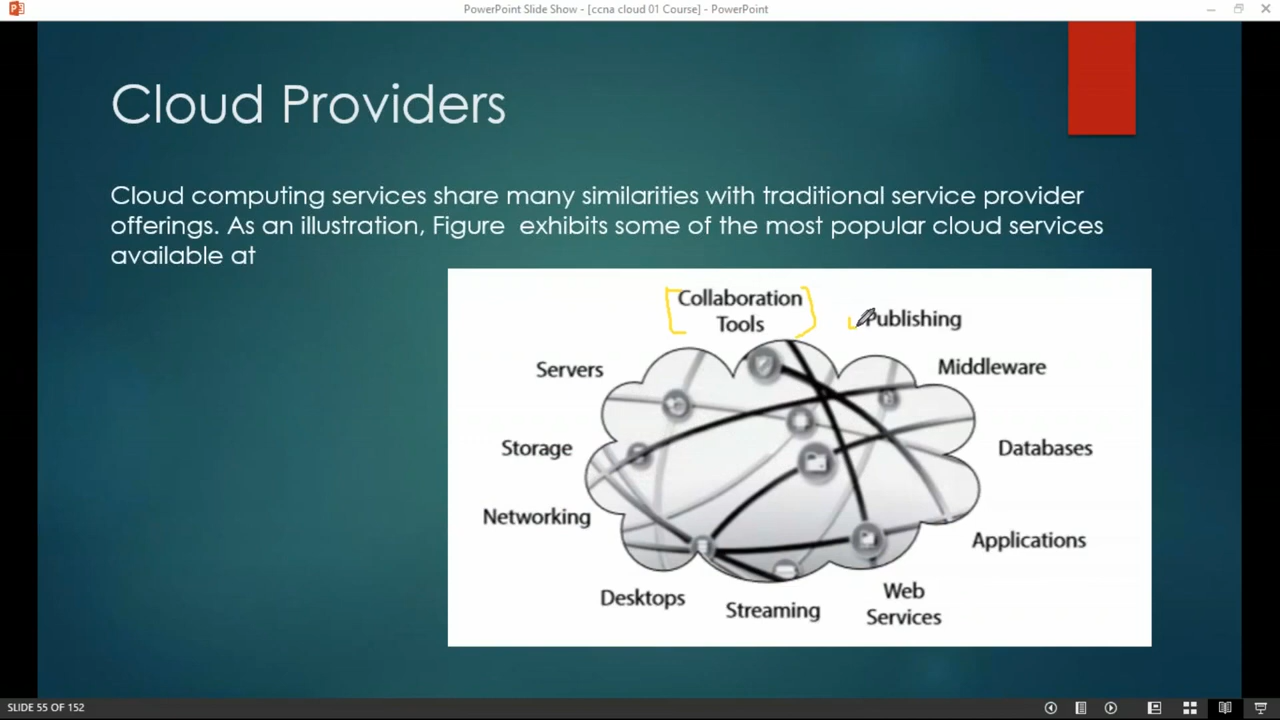 PowerPoint Slide Show - [ccna cloud 01 Course] - PowerPoint
Cloud Providers
Cloud computing services share many similarities with traditional service provider
offerings. As an illustration, Figure exhibits some of the most popular cloud services
available at
Collaboration
Tools
Publishing
Servers
Middleware
Storage
Databases
Networking
Applications
Desktops
Streaming
Web
Services
SLIDE 55 OF 152